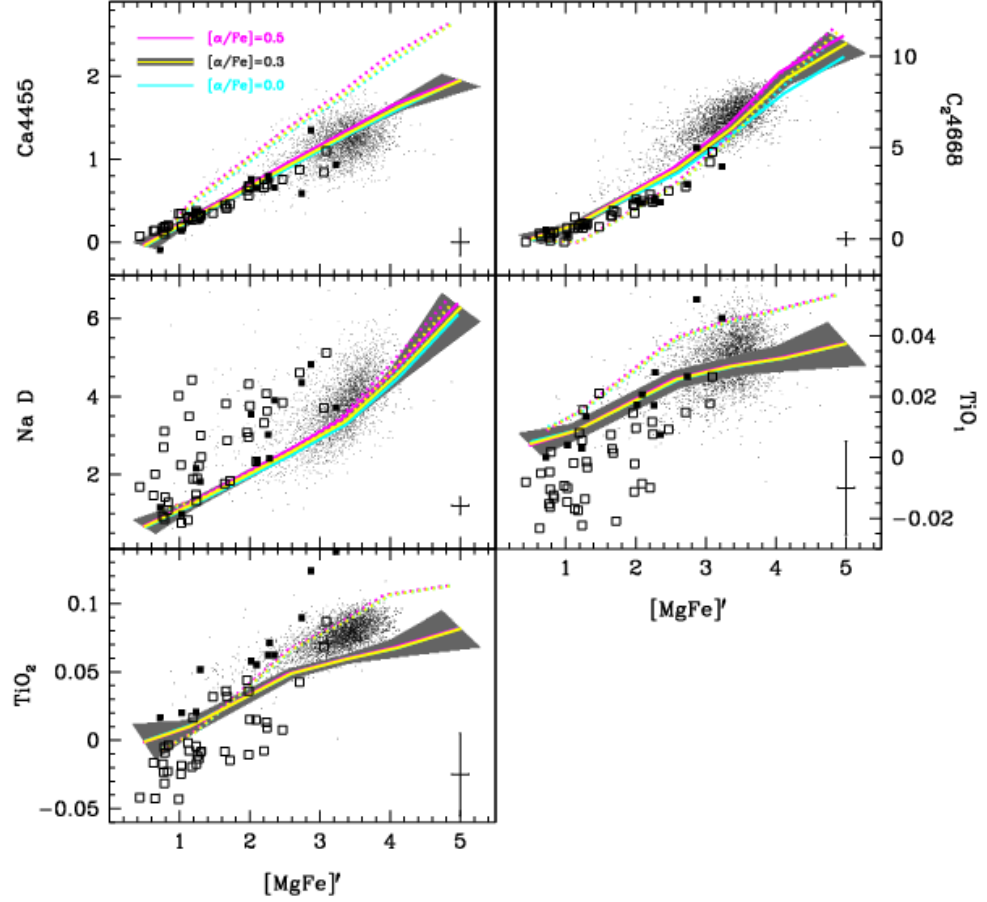 [α/Fe]=0.5
[α/Fe]=0.3
[α/Fe]=0.0
Ca4455
2
1
0
C₂4668
10
5
0
Na D
6
4
2
TiO₁
0.04
0.02
0
−0.02
1 2 3 4 5
[MgFe]′
TiO₂
0.1
0.05
0
−0.05
1 2 3 4 5
[MgFe]′